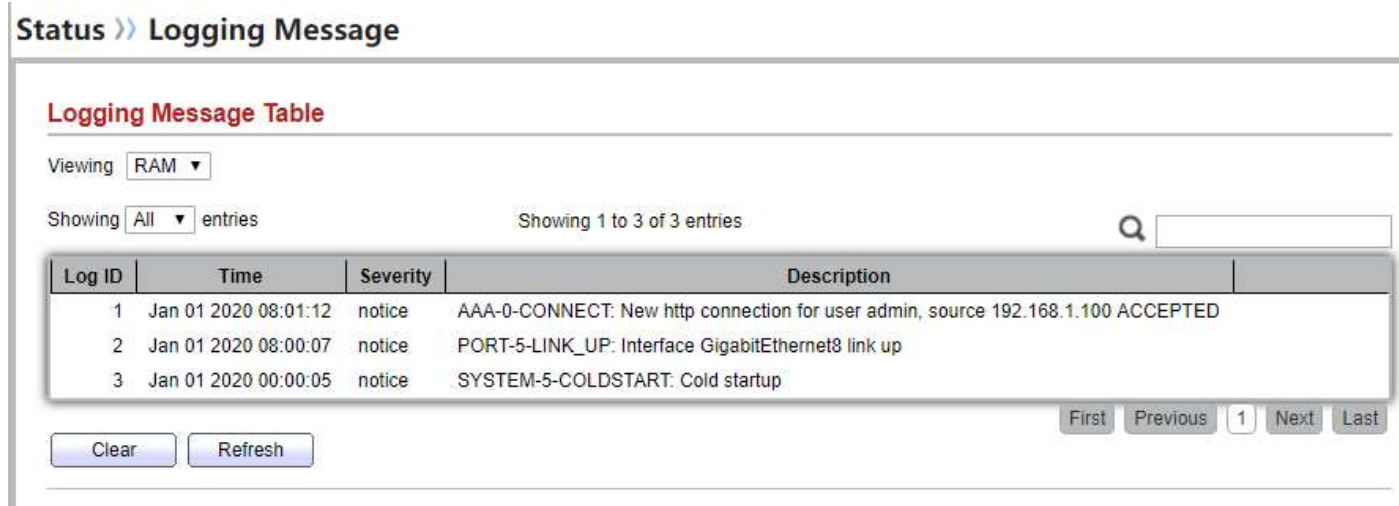 Status » Logging Message
Logging Message Table
Viewing RAM ▼
Showing All ▼ entries Showing 1 to 3 of 3 entries
Log ID Time Severity Description
1 Jan 01 2020 08:01:12 notice AAA-0-CONNECT: New http connection for user admin, source 192.168.1.100 ACCEPTED
2 Jan 01 2020 08:00:07 notice PORT-5-LINK_UP: Interface GigabitEthernet8 link up
3 Jan 01 2020 00:00:05 notice SYSTEM-5-COLDSTART: Cold startup
First Previous 1 Next Last
Clear Refresh